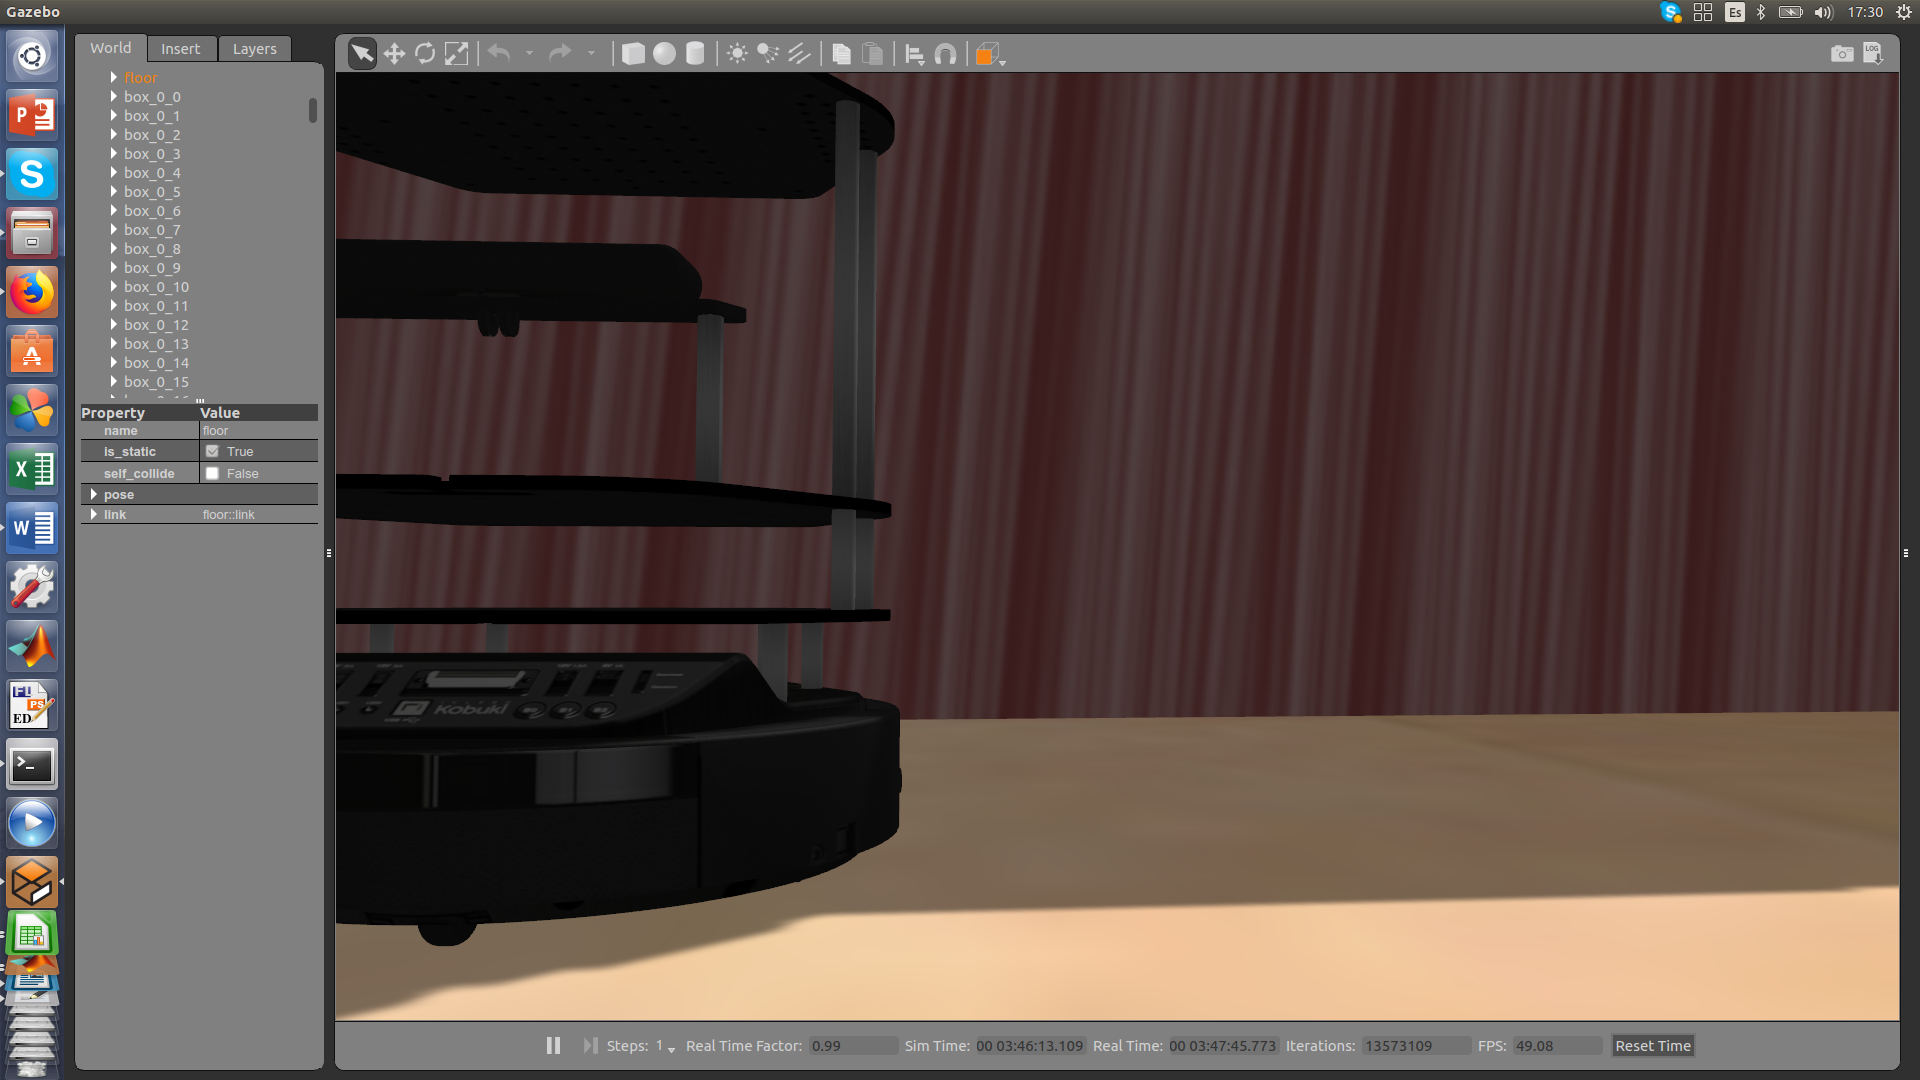 Gazebo
Es
17:30
World
Insert
Layers
LOG
floor
box_0_0
box_0_1
box_0_2
box_0_3
box_0_4
box_0_5
box_0_6
box_0_7
box_0_8
box_0_9
box_0_10
box_0_11
box_0_12
box_0_13
box_0_14
box_0_15
Property Value
name floor
is_static True
self_collide False
pose
link floor::link
Kobuki
Steps: 1 Real Time Factor: 0.99 Sim Time: 00 03:46:13.109 Real Time: 00 03:47:45.773 Iterations: 13573109 FPS: 49.08 Reset Time